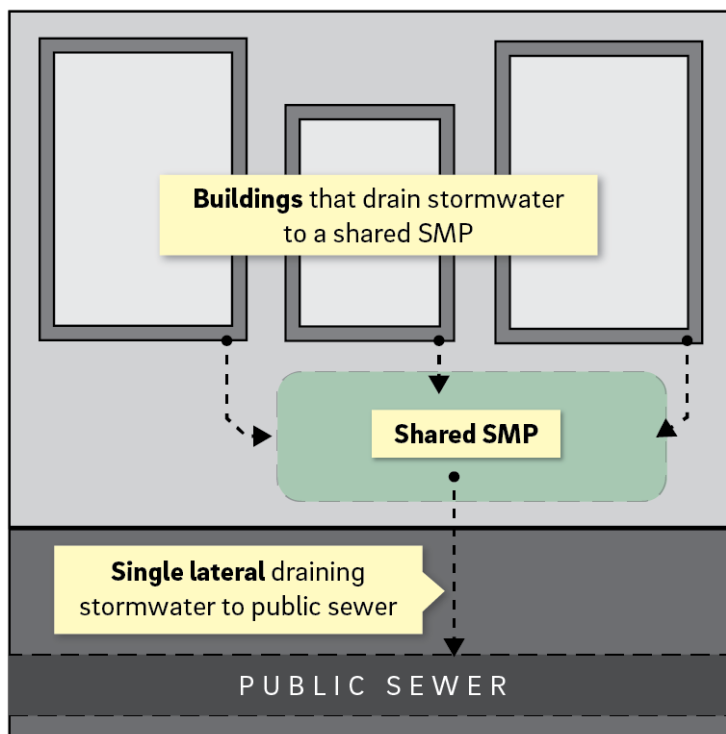 Buildings that drain stormwater
to a shared SMP
Shared SMP
Single lateral draining
stormwater to public sewer
PUBLIC SEWER